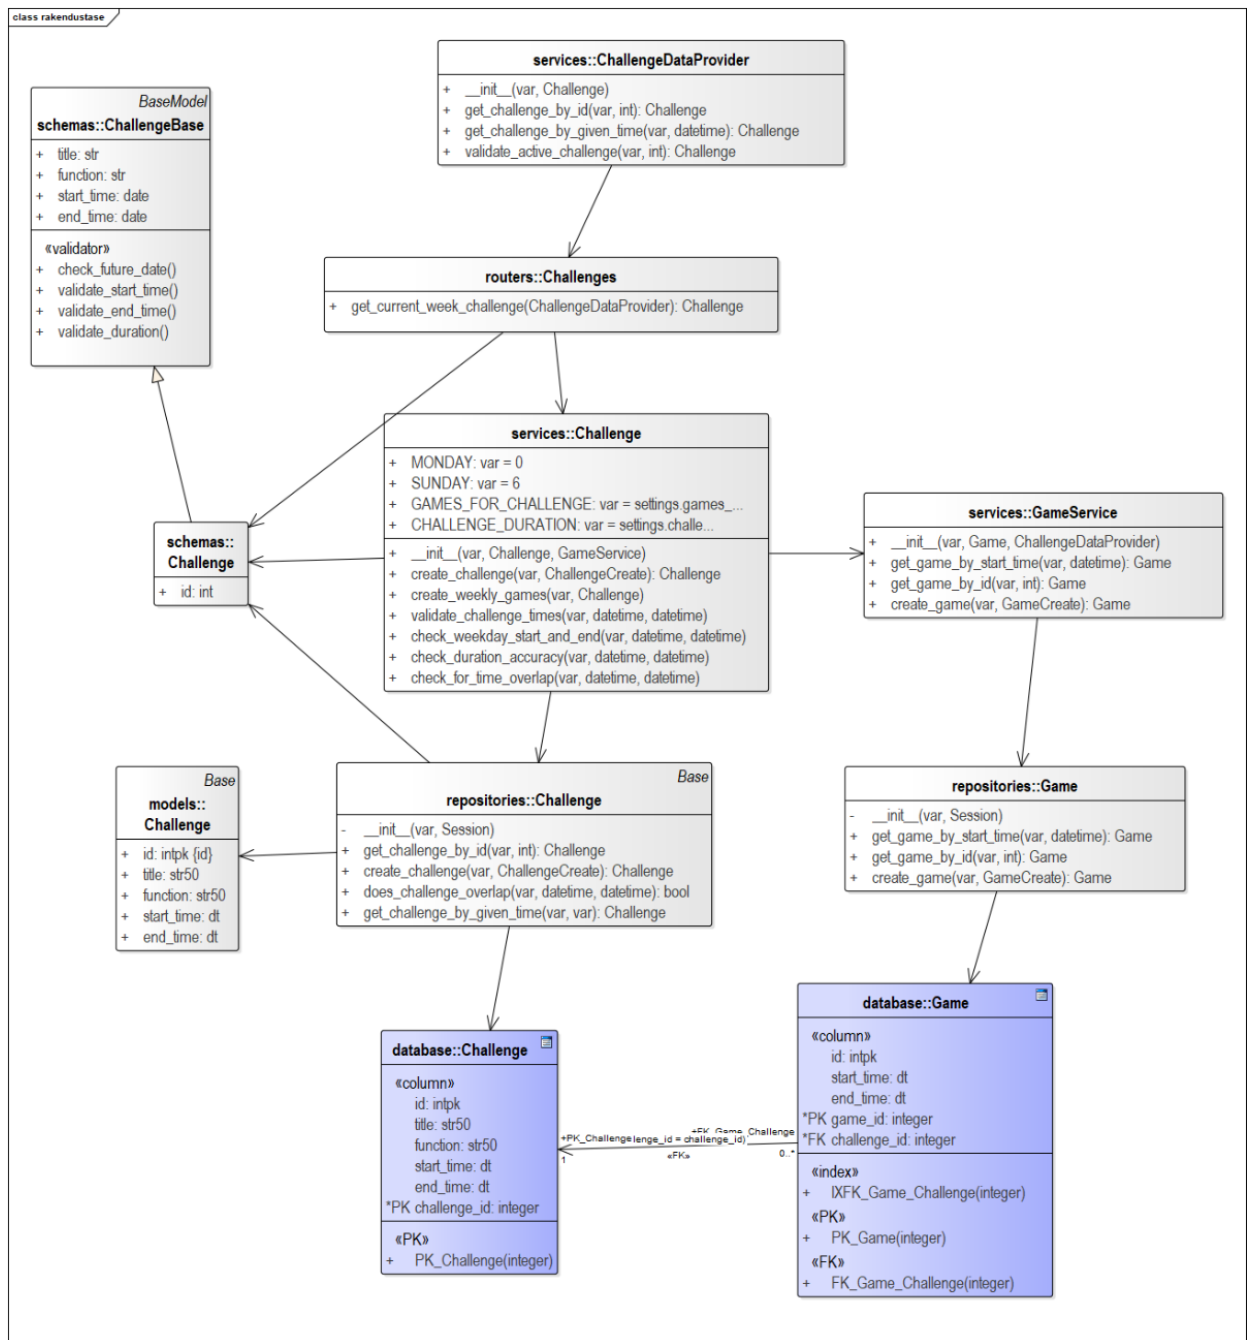 class rakendustase
services::ChallengeDataProvider
+ __init__(var, Challenge)
+ get_challenge_by_id(var, int): Challenge
+ get_challenge_by_given_time(var, datetime): Challenge
+ validate_active_challenge(var, int): Challenge
BaseModel
schemas::ChallengeBase
+ title: str
+ function: str
+ start_time: date
+ end_time: date
«validator»
+ check_future_date()
+ validate_start_time()
+ validate_end_time()
+ validate_duration()
routers::Challenges
+ get_current_week_challenge(ChallengeDataProvider): Challenge
services::Challenge
+ MONDAY: var = 0
+ SUNDAY: var = 6
+ GAMES_FOR_CHALLENGE: var = settings.games_...
+ CHALLENGE_DURATION: var = settings.challe...
+ __init__(var, Challenge, GameService)
+ create_challenge(var, ChallengeCreate): Challenge
+ create_weekly_games(var, Challenge)
+ validate_challenge_times(var, datetime, datetime)
+ check_weekday_start_and_end(var, datetime, datetime)
+ check_duration_accuracy(var, datetime, datetime)
+ check_for_time_overlap(var, datetime, datetime)
services::GameService
+ __init__(var, Game, ChallengeDataProvider)
+ get_game_by_start_time(var, datetime): Game
+ get_game_by_id(var, int): Game
+ create_game(var, GameCreate): Game
schemas::
Challenge
+ id: int
Base
models::
Challenge
+ id: intpk {id}
+ title: str50
+ function: str50
+ start_time: dt
+ end_time: dt
Base
repositories::Challenge
- __init__(var, Session)
+ get_challenge_by_id(var, int): Challenge
+ create_challenge(var, ChallengeCreate): Challenge
+ does_challenge_overlap(var, datetime, datetime): bool
+ get_challenge_by_given_time(var, var): Challenge
repositories::Game
- __init__(var, Session)
+ get_game_by_start_time(var, datetime): Game
+ get_game_by_id(var, int): Game
+ create_game(var, GameCreate): Game
database::Challenge
«column»
id: intpk
title: str50
function: str50
start_time: dt
end_time: dt
*PK challenge_id: integer
«PK»
+ PK_Challenge(integer)
+FK_Game_Challenge
+PK_Challenge lenge_id = challenge_id)
1 «FK» 0..*
database::Game
«column»
id: intpk
start_time: dt
end_time: dt
*PK game_id: integer
*FK challenge_id: integer
«index»
+ IXFK_Game_Challenge(integer)
«PK»
+ PK_Game(integer)
«FK»
+ FK_Game_Challenge(integer)